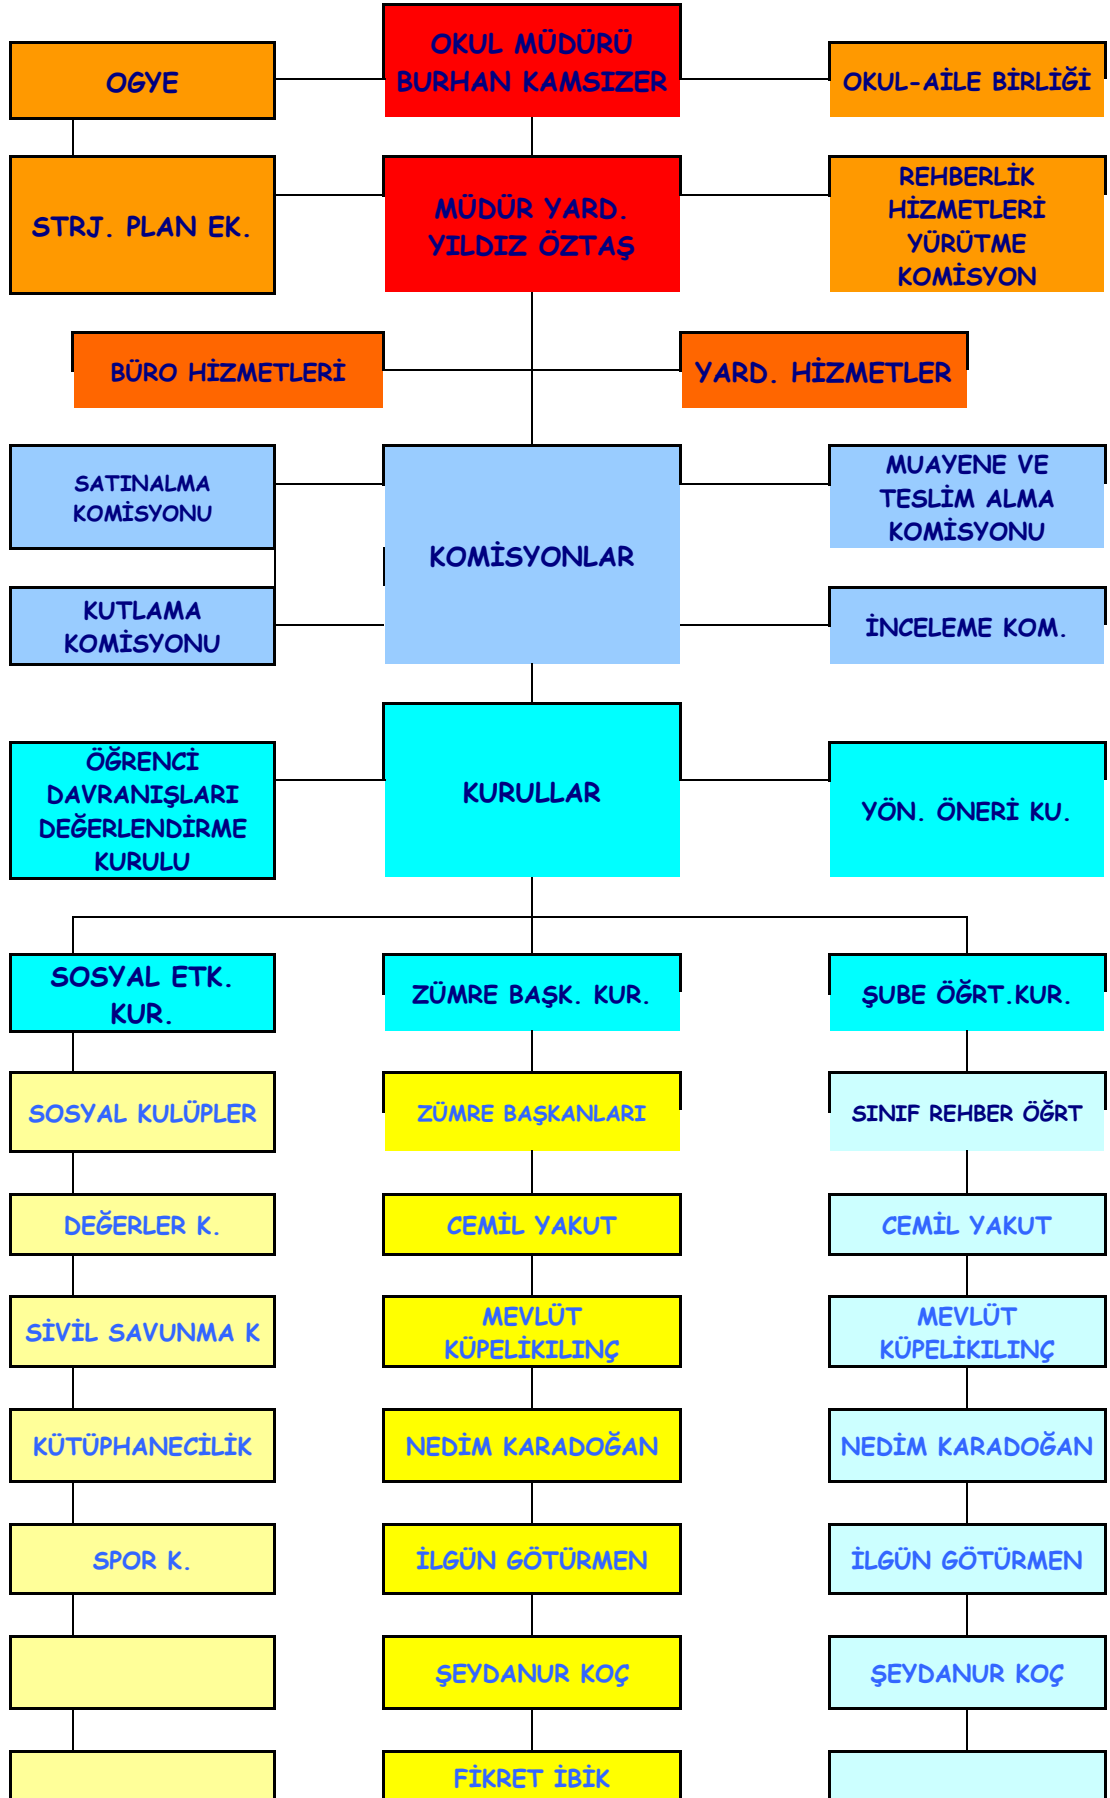 OKUL MÜDÜRÜ
BURHAN KAMSIZER
OGYE
OKUL-AİLE BİRLİĞİ
STRJ. PLAN EK.
MÜDÜR YARD.
YILDIZ ÖZTAŞ
REHBERLİK
HİZMETLERİ
YÜRÜTME
KOMİSYON
BÜRO HİZMETLERİ
YARD. HİZMETLER
SATINALMA
KOMİSYONU
KOMİSYONLAR
MUAYENE VE
TESLİM ALMA
KOMİSYONU
KUTLAMA
KOMİSYONU
İNCELEME KOM.
ÖĞRENCİ
DAVRANIŞLARI
DEĞERLENDİRME
KURULU
KURULLAR
YÖN. ÖNERİ KU.
SOSYAL ETK.
KUR.
ZÜMRE BAŞK. KUR.
ŞUBE ÖĞRT.KUR.
SOSYAL KULÜPLER
ZÜMRE BAŞKANLARI
SINIF REHBER ÖĞRT
DEĞERLER K.
CEMİL YAKUT
CEMİL YAKUT
SİVİL SAVUNMA K
MEVLÜT
KÜPELİKILINÇ
MEVLÜT
KÜPELİKILINÇ
KÜTÜPHANECİLİK
NEDİM KARADOĞAN
NEDİM KARADOĞAN
SPOR K.
İLGÜN GÖTÜRMEN
İLGÜN GÖTÜRMEN
ŞEYDANUR KOÇ
ŞEYDANUR KOÇ
FİKRET İBİK